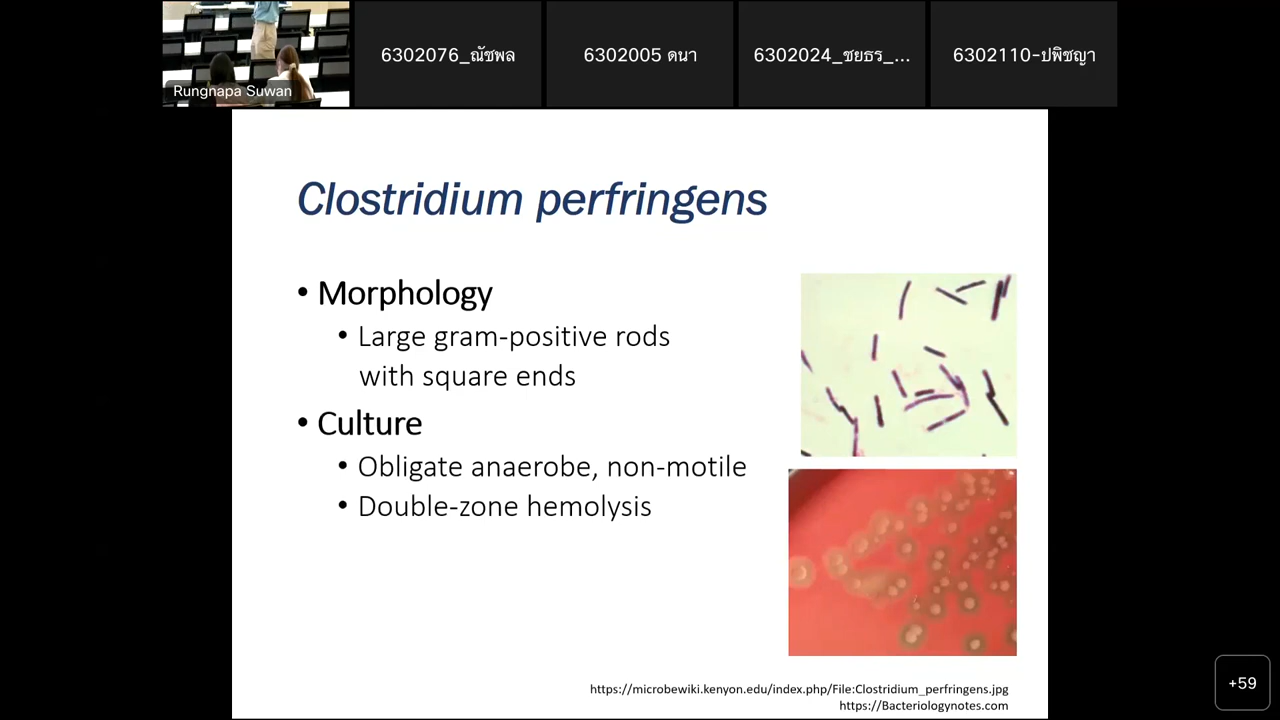 Rungnapa Suwan
6302076_ณัชพล
6302005 ดนา
6302024_ชยธร_...
6302110-ปพิชญา
Clostridium perfringens
• Morphology
• Large gram-positive rods
with square ends
• Culture
• Obligate anaerobe, non-motile
• Double-zone hemolysis
https://microbewiki.kenyon.edu/index.php/File:Clostridium_perfringens.jpg
https://Bacteriologynotes.com
+59